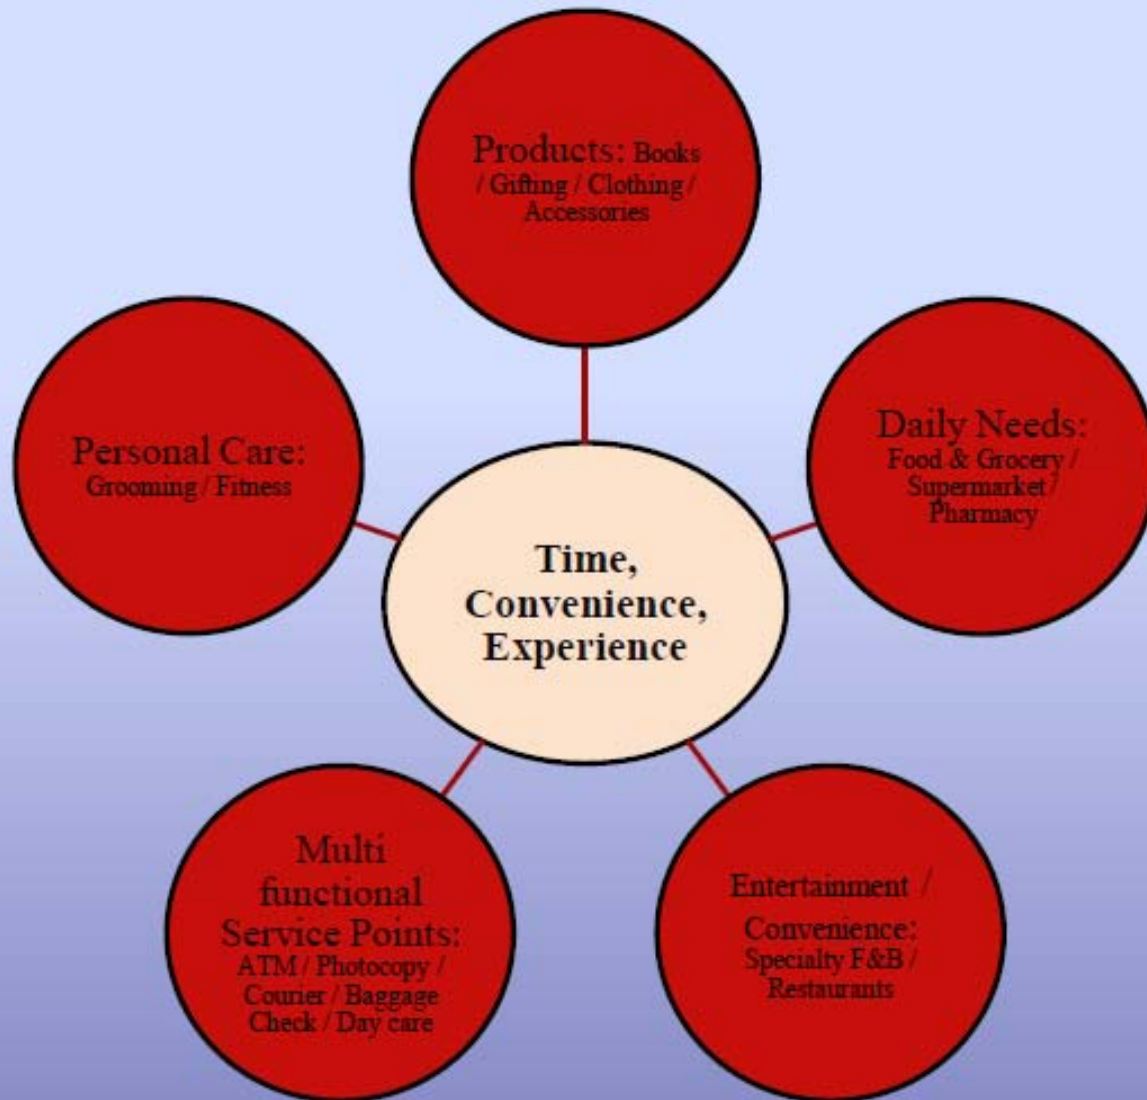 Products: Books
/ Gifting / Clothing /
Accessories
Personal Care:
Grooming / Fitness
Daily Needs:
Food & Grocery /
Supermarket /
Pharmacy
Time,
Convenience,
Experience
Multi
functional
Service Points:
ATM / Photocopy /
Courier / Baggage
Check / Day care
Entertainment /
Convenience:
Specialty F&B /
Restaurants